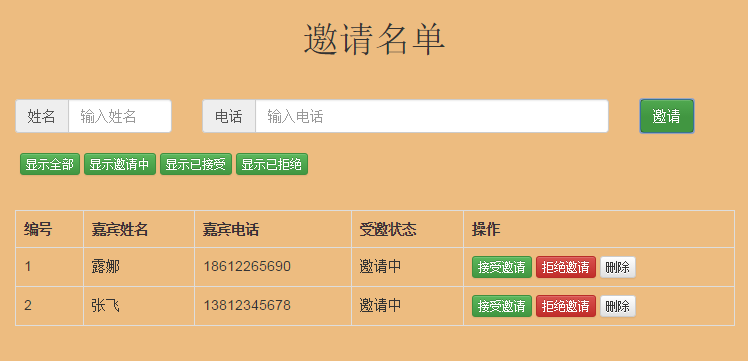 邀请名单
姓名 输入姓名 电话 输入电话 邀请
显示全部 显示邀请中 显示已接受 显示已拒绝
编号 嘉宾姓名 嘉宾电话 受邀状态 操作
1 露娜 18612265690 邀请中 接受邀请 拒绝邀请 删除
2 张飞 13812345678 邀请中 接受邀请 拒绝邀请 删除